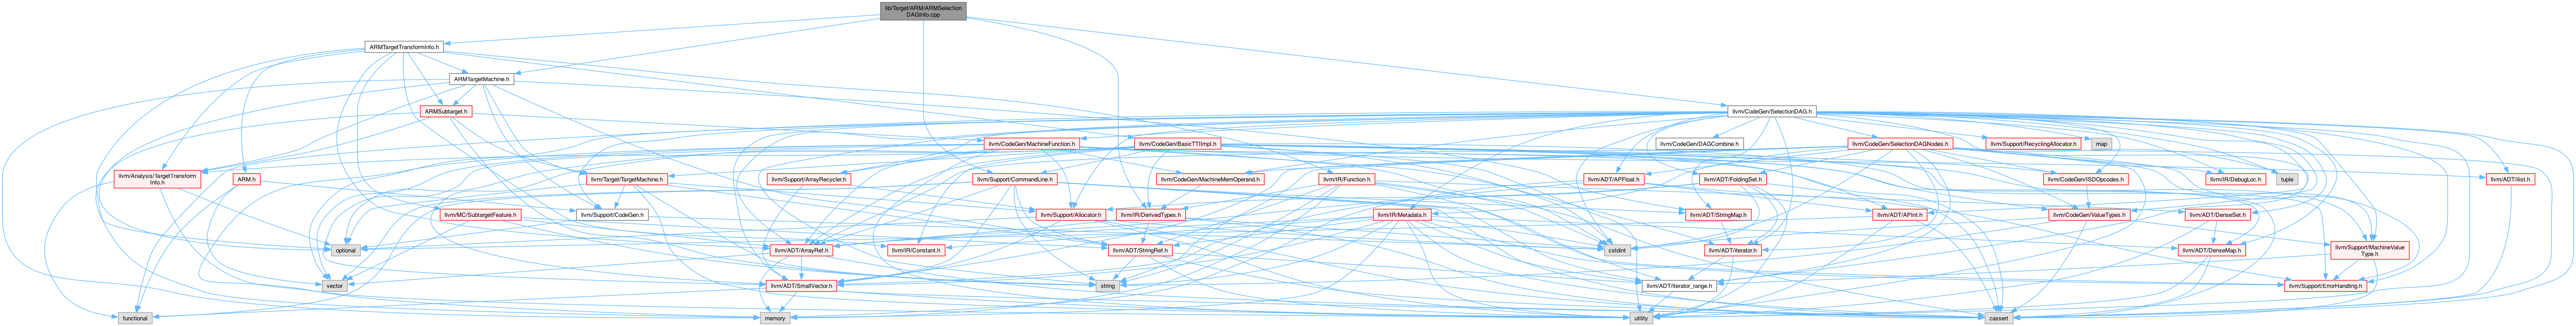 lib/Target/ARM/ARMSelection
DAGInfo.cpp
ARMTargetTransformInfo.h
ARMTargetMachine.h
ARMSubtarget.h
llvm/CodeGen/SelectionDAG.h
llvm/CodeGen/MachineFunction.h
llvm/CodeGen/BasicTTIImpl.h
llvm/CodeGen/DAGCombine.h
llvm/CodeGen/SelectionDAGNodes.h
llvm/Support/RecyclingAllocator.h
map
llvm/Analysis/TargetTransform
Info.h
ARM.h
llvm/Target/TargetMachine.h
llvm/Support/ArrayRecycler.h
llvm/Support/CommandLine.h
llvm/CodeGen/MachineMemOperand.h
llvm/IR/Function.h
llvm/ADT/APFloat.h
llvm/ADT/FoldingSet.h
llvm/CodeGen/ISDOpcodes.h
llvm/IR/DebugLoc.h
tuple
llvm/ADT/ilist.h
llvm/MC/SubtargetFeature.h
llvm/Support/CodeGen.h
llvm/Support/Allocator.h
llvm/IR/DerivedTypes.h
llvm/IR/Metadata.h
llvm/ADT/StringMap.h
llvm/ADT/APInt.h
llvm/CodeGen/ValueTypes.h
llvm/ADT/DenseSet.h
optional
llvm/ADT/ArrayRef.h
llvm/IR/Constant.h
llvm/ADT/StringRef.h
cstdint
llvm/ADT/iterator.h
llvm/ADT/DenseMap.h
llvm/Support/MachineValue
Type.h
vector
llvm/ADT/SmallVector.h
string
llvm/ADT/iterator_range.h
llvm/Support/ErrorHandling.h
functional
memory
utility
cassert